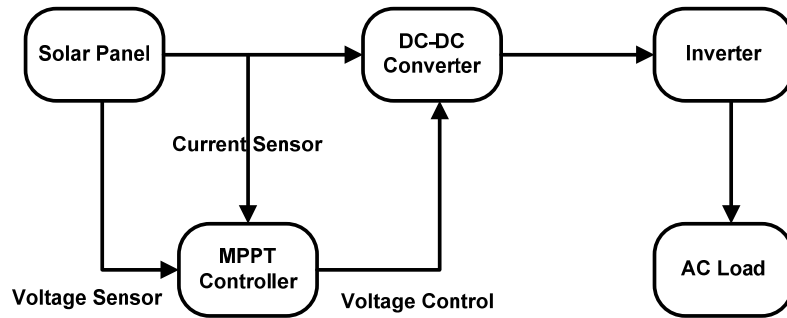 Solar Panel
DC-DC
Converter
Inverter
Current Sensor
MPPT
Controller
AC Load
Voltage Sensor
Voltage Control